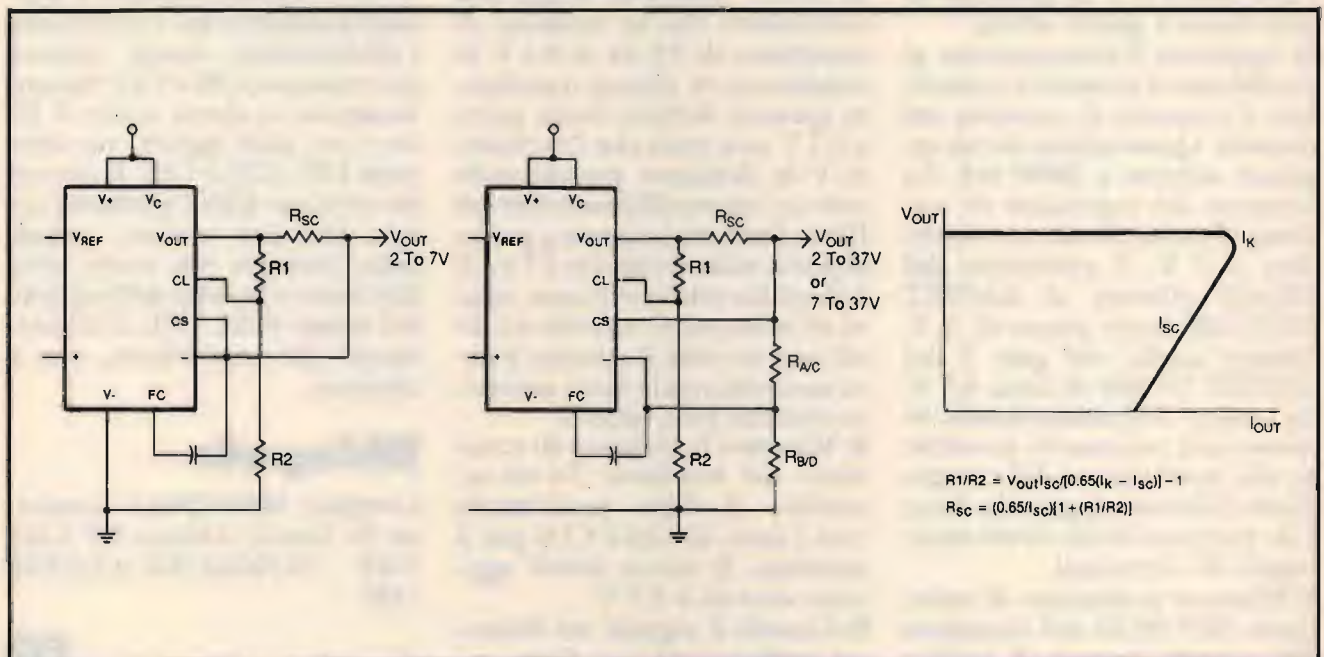 V+ VC
VREF VOUT
RSC
VOUT
2 To 7V
R1
CL
CS
–
+
V- FC
R2
V+ VC
VREF VOUT
RSC
VOUT
2 To 37V
or
7 To 37V
R1
CL
CS
–
+
RA/C
V- FC
R2
RB/D
VOUT
IK
ISC
IOUT
R1/R2 = VoutIsc/[0.65(Ik – Isc)] – 1
RSC = (0.65/Isc)[1 + (R1/R2)]